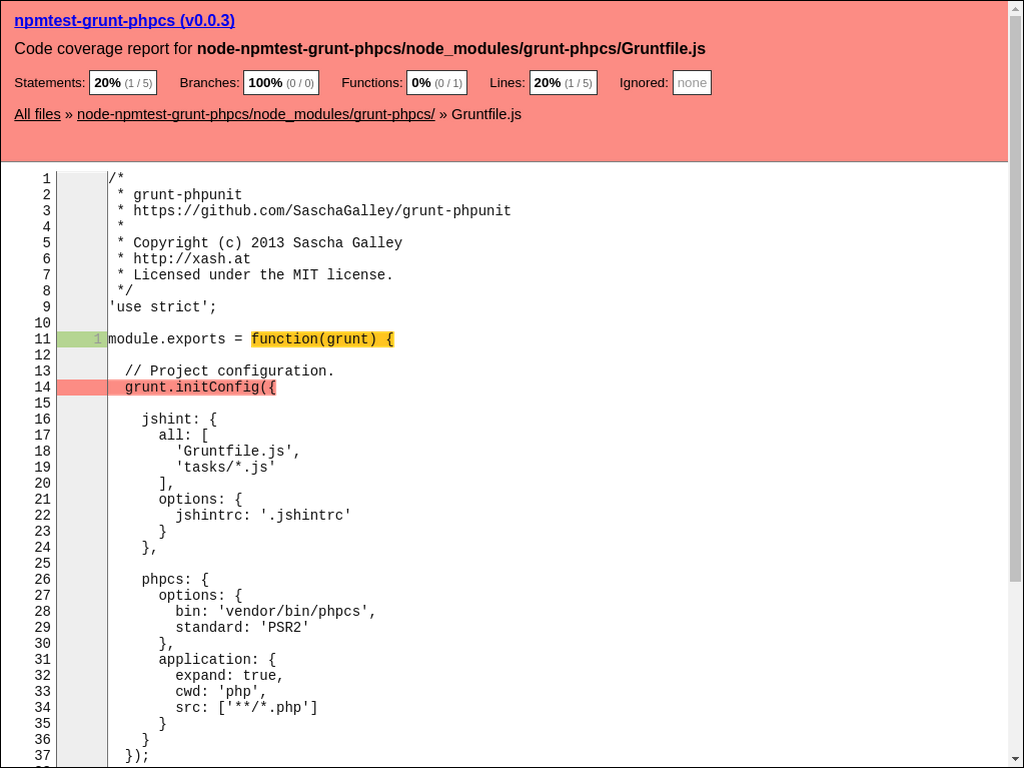 npmtest-grunt-phpcs (v0.0.3)
Code coverage report for node-npmtest-grunt-phpcs/node_modules/grunt-phpcs/Gruntfile.js
Statements: 20% (1 / 5) Branches: 100% (0 / 0) Functions: 0% (0 / 1) Lines: 20% (1 / 5) Ignored: none
All files » node-npmtest-grunt-phpcs/node_modules/grunt-phpcs/ » Gruntfile.js
1 /*
2 * grunt-phpunit
3 * https://github.com/SaschaGalley/grunt-phpunit
4 *
5 * Copyright (c) 2013 Sascha Galley
6 * http://xash.at
7 * Licensed under the MIT license.
8 */
9 'use strict';
10
11 1 module.exports = function(grunt) {
12
13 // Project configuration.
14 grunt.initConfig({
15
16 jshint: {
17 all: [
18 'Gruntfile.js',
19 'tasks/*.js'
20 ],
21 options: {
22 jshintrc: '.jshintrc'
23 }
24 },
25
26 phpcs: {
27 options: {
28 bin: 'vendor/bin/phpcs',
29 standard: 'PSR2'
30 },
31 application: {
32 expand: true,
33 cwd: 'php',
34 src: ['**/*.php']
35 }
36 }
37 });